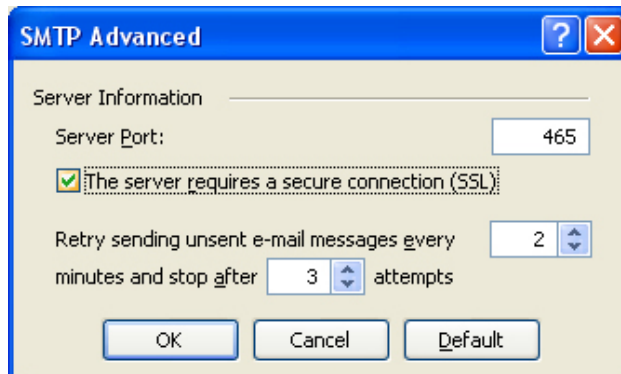 SMTP Advanced
Server Information
Server Port: 465
The server requires a secure connection (SSL)
Retry sending unsent e-mail messages every 2
minutes and stop after 3 attempts
OK Cancel Default